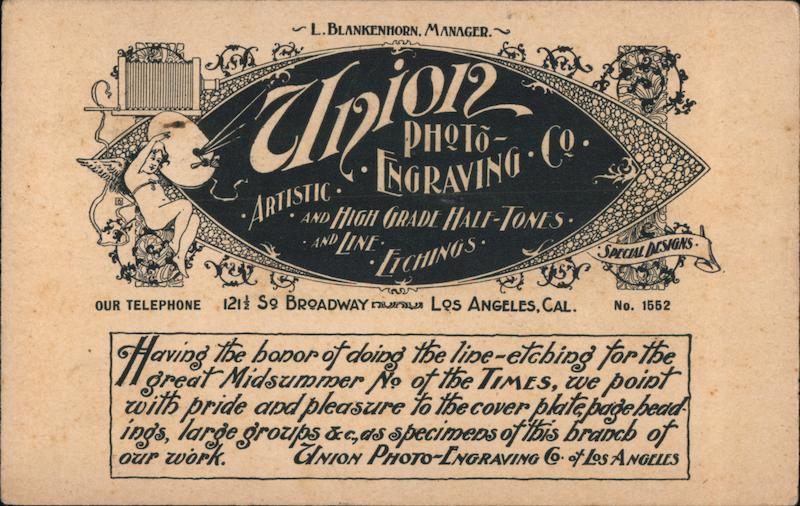 L. Blankenhorn, Manager.
Union
Photo-
Engraving Co.
Artistic
and High Grade Half-Tones
and Line
Etchings
Special Designs
OUR TELEPHONE 121½ So Broadway Los Angeles, Cal. No. 1552
Having the honor of doing the line-etching for the
great Midsummer No of the TIMES, we point
with pride and pleasure to the cover plate, page head-
ings, large groups &c, as specimens of this branch of
our work. Union Photo-Engraving Co. of Los Angeles